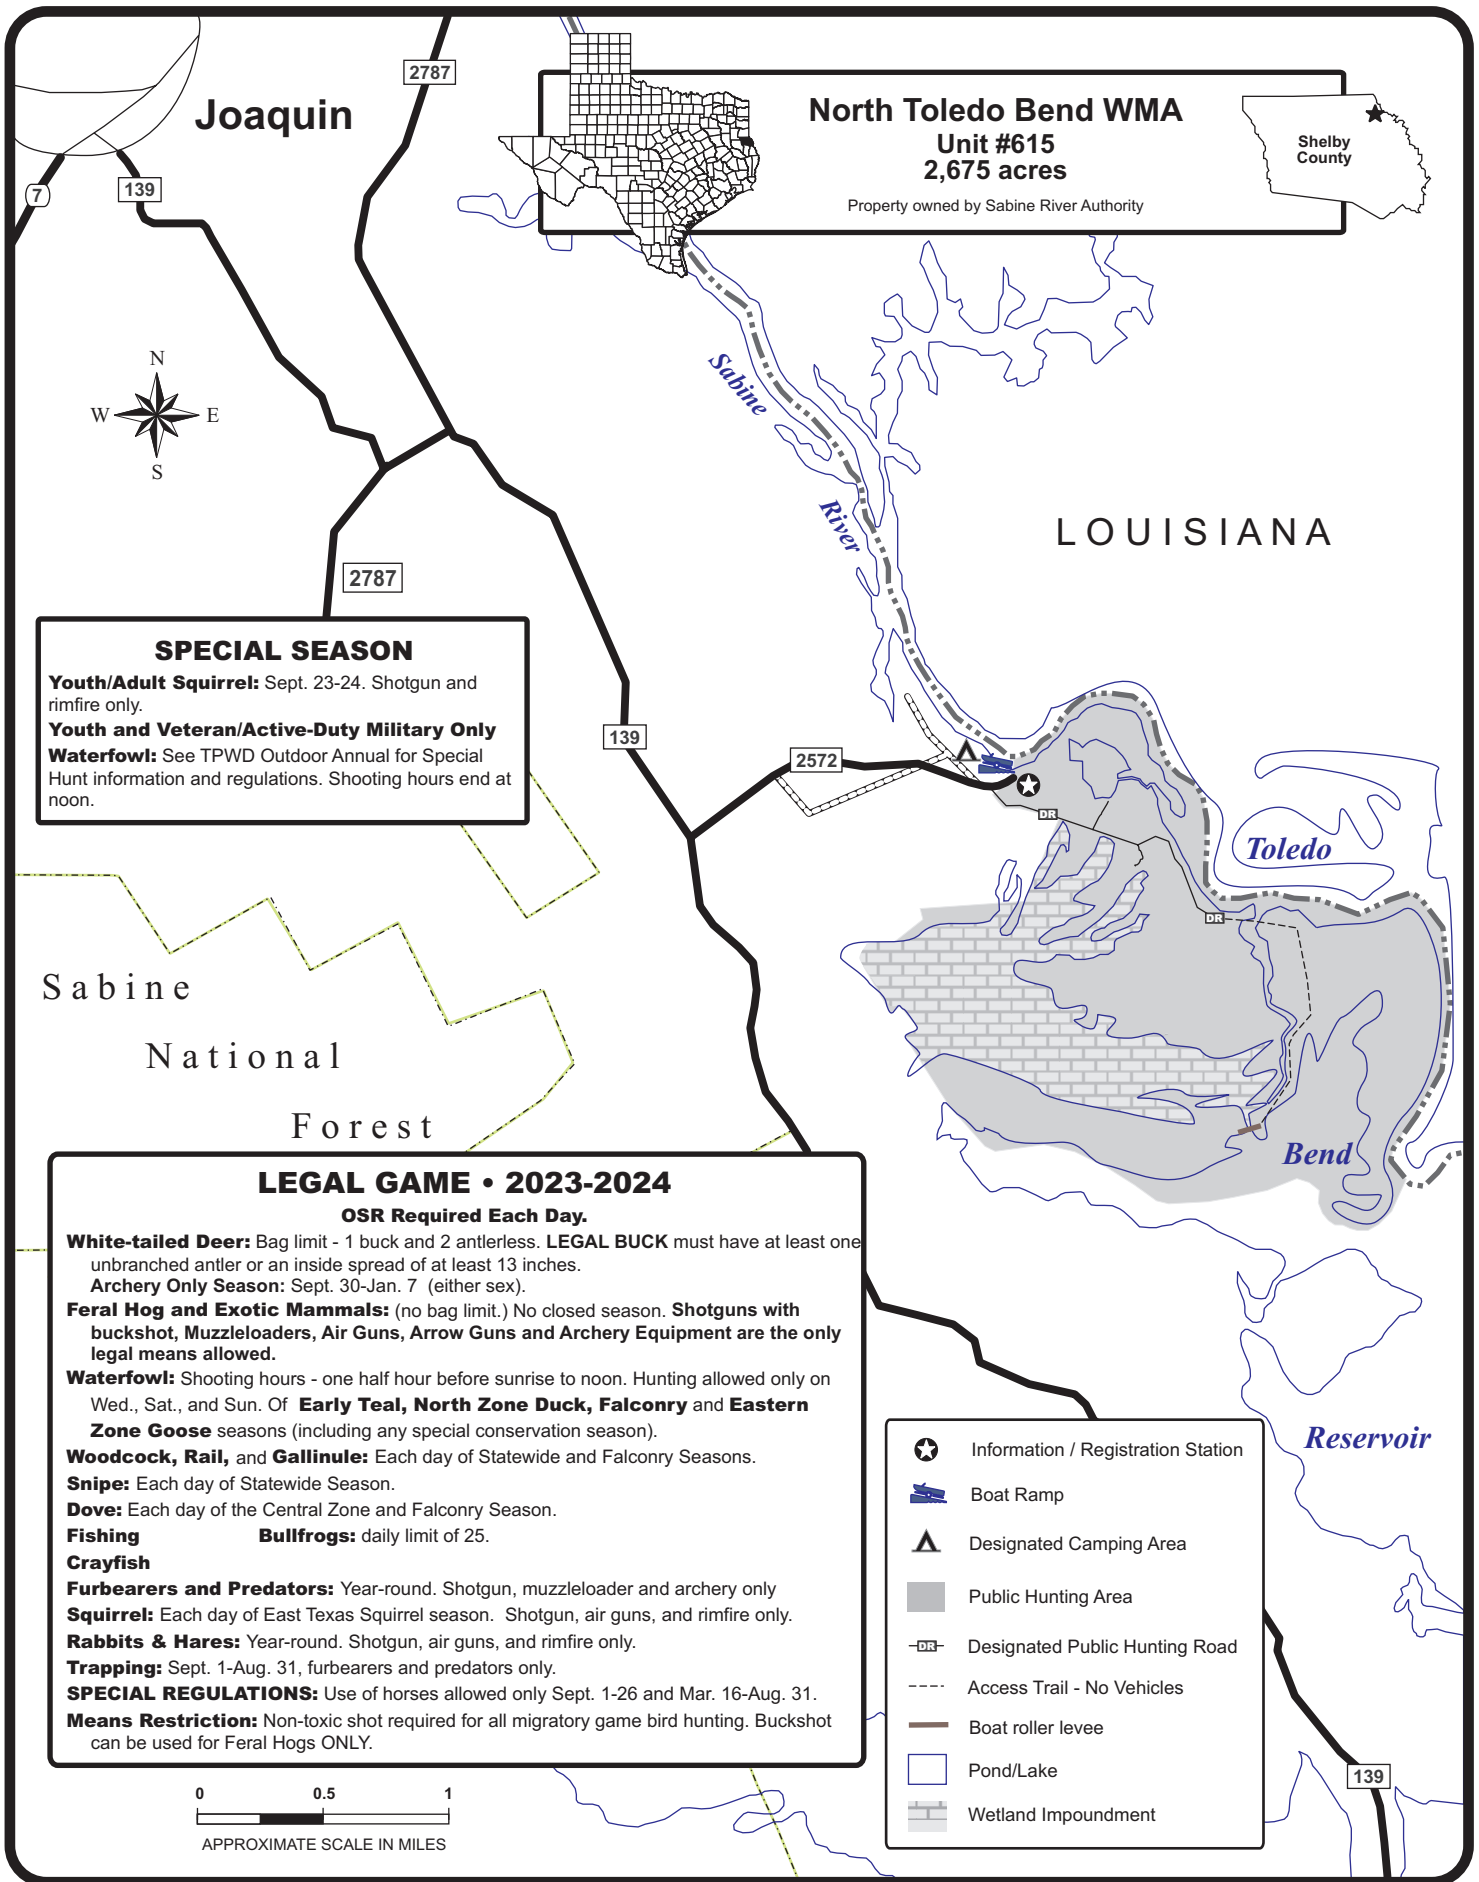 Joaquin
2787
7
139
North Toledo Bend WMA
Unit #615
2,675 acres
Property owned by Sabine River Authority
Shelby
County
N
W E
S
Sabine
River
LOUISIANA
2787
SPECIAL SEASON
Youth/Adult Squirrel: Sept. 23-24. Shotgun and
rimfire only.
Youth and Veteran/Active-Duty Military Only
Waterfowl: See TPWD Outdoor Annual for Special
Hunt information and regulations. Shooting hours end at
noon.
139
2572
DR
Toledo
DR
Sabine
National
Forest
Bend
LEGAL GAME • 2023-2024
OSR Required Each Day.
White-tailed Deer: Bag limit - 1 buck and 2 antlerless. LEGAL BUCK must have at least one
unbranched antler or an inside spread of at least 13 inches.
Archery Only Season: Sept. 30-Jan. 7 (either sex).
Feral Hog and Exotic Mammals: (no bag limit.) No closed season. Shotguns with
buckshot, Muzzleloaders, Air Guns, Arrow Guns and Archery Equipment are the only
legal means allowed.
Waterfowl: Shooting hours - one half hour before sunrise to noon. Hunting allowed only on
Wed., Sat., and Sun. Of Early Teal, North Zone Duck, Falconry and Eastern
Zone Goose seasons (including any special conservation season).
Woodcock, Rail, and Gallinule: Each day of Statewide and Falconry Seasons.
Snipe: Each day of Statewide Season.
Dove: Each day of the Central Zone and Falconry Season.
Fishing Bullfrogs: daily limit of 25.
Crayfish
Furbearers and Predators: Year-round. Shotgun, muzzleloader and archery only
Squirrel: Each day of East Texas Squirrel season. Shotgun, air guns, and rimfire only.
Rabbits & Hares: Year-round. Shotgun, air guns, and rimfire only.
Trapping: Sept. 1-Aug. 31, furbearers and predators only.
SPECIAL REGULATIONS: Use of horses allowed only Sept. 1-26 and Mar. 16-Aug. 31.
Means Restriction: Non-toxic shot required for all migratory game bird hunting. Buckshot
can be used for Feral Hogs ONLY.
Reservoir
Information / Registration Station
Boat Ramp
Designated Camping Area
Public Hunting Area
DR Designated Public Hunting Road
Access Trail - No Vehicles
Boat roller levee
Pond/Lake
Wetland Impoundment
139
0 0.5 1
APPROXIMATE SCALE IN MILES